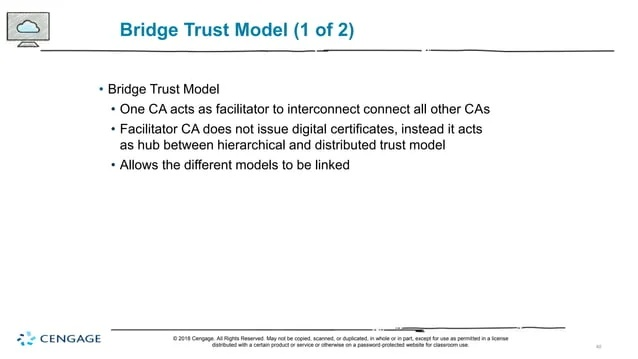 Bridge Trust Model (1 of 2)
• Bridge Trust Model
• One CA acts as facilitator to interconnect connect all other CAs
• Facilitator CA does not issue digital certificates, instead it acts
as hub between hierarchical and distributed trust model
• Allows the different models to be linked
CENGAGE
© 2018 Cengage. All Rights Reserved. May not be copied, scanned, or duplicated, in whole or in part, except for use as permitted in a license
distributed with a certain product or service or otherwise on a password-protected website for classroom use.